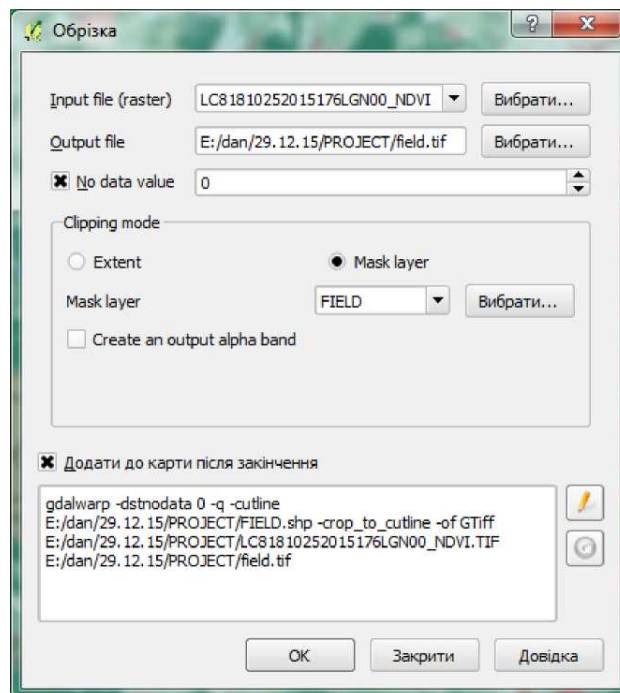 Обрізка
Input file (raster) LC81810252015176LGN00_NDVI Вибрати...
Output file E:/dan/29.12.15/PROJECT/field.tif Вибрати...
No data value 0
Clipping mode
Extent Mask layer
Mask layer FIELD Вибрати...
Create an output alpha band
Додати до карти після закінчення
gdalwarp -dstnodata 0 -q -cutline
E:/dan/29.12.15/PROJECT/FIELD.shp -crop_to_cutline -of GTiff
E:/dan/29.12.15/PROJECT/LC81810252015176LGN00_NDVI.TIF
E:/dan/29.12.15/PROJECT/field.tif
OK Закрити Довідка